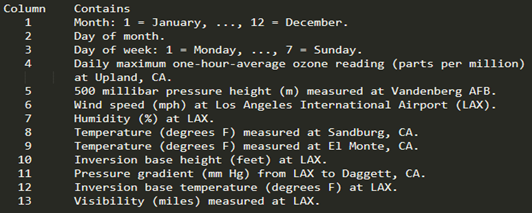 Column Contains
1 Month: 1 = January, ..., 12 = December.
2 Day of month.
3 Day of week: 1 = Monday, ..., 7 = Sunday.
4 Daily maximum one-hour-average ozone reading (parts per million)
at Upland, CA.
5 500 millibar pressure height (m) measured at Vandenberg AFB.
6 Wind speed (mph) at Los Angeles International Airport (LAX).
7 Humidity (%) at LAX.
8 Temperature (degrees F) measured at Sandburg, CA.
9 Temperature (degrees F) measured at El Monte, CA.
10 Inversion base height (feet) at LAX.
11 Pressure gradient (mm Hg) from LAX to Daggett, CA.
12 Inversion base temperature (degrees F) at LAX.
13 Visibility (miles) measured at LAX.